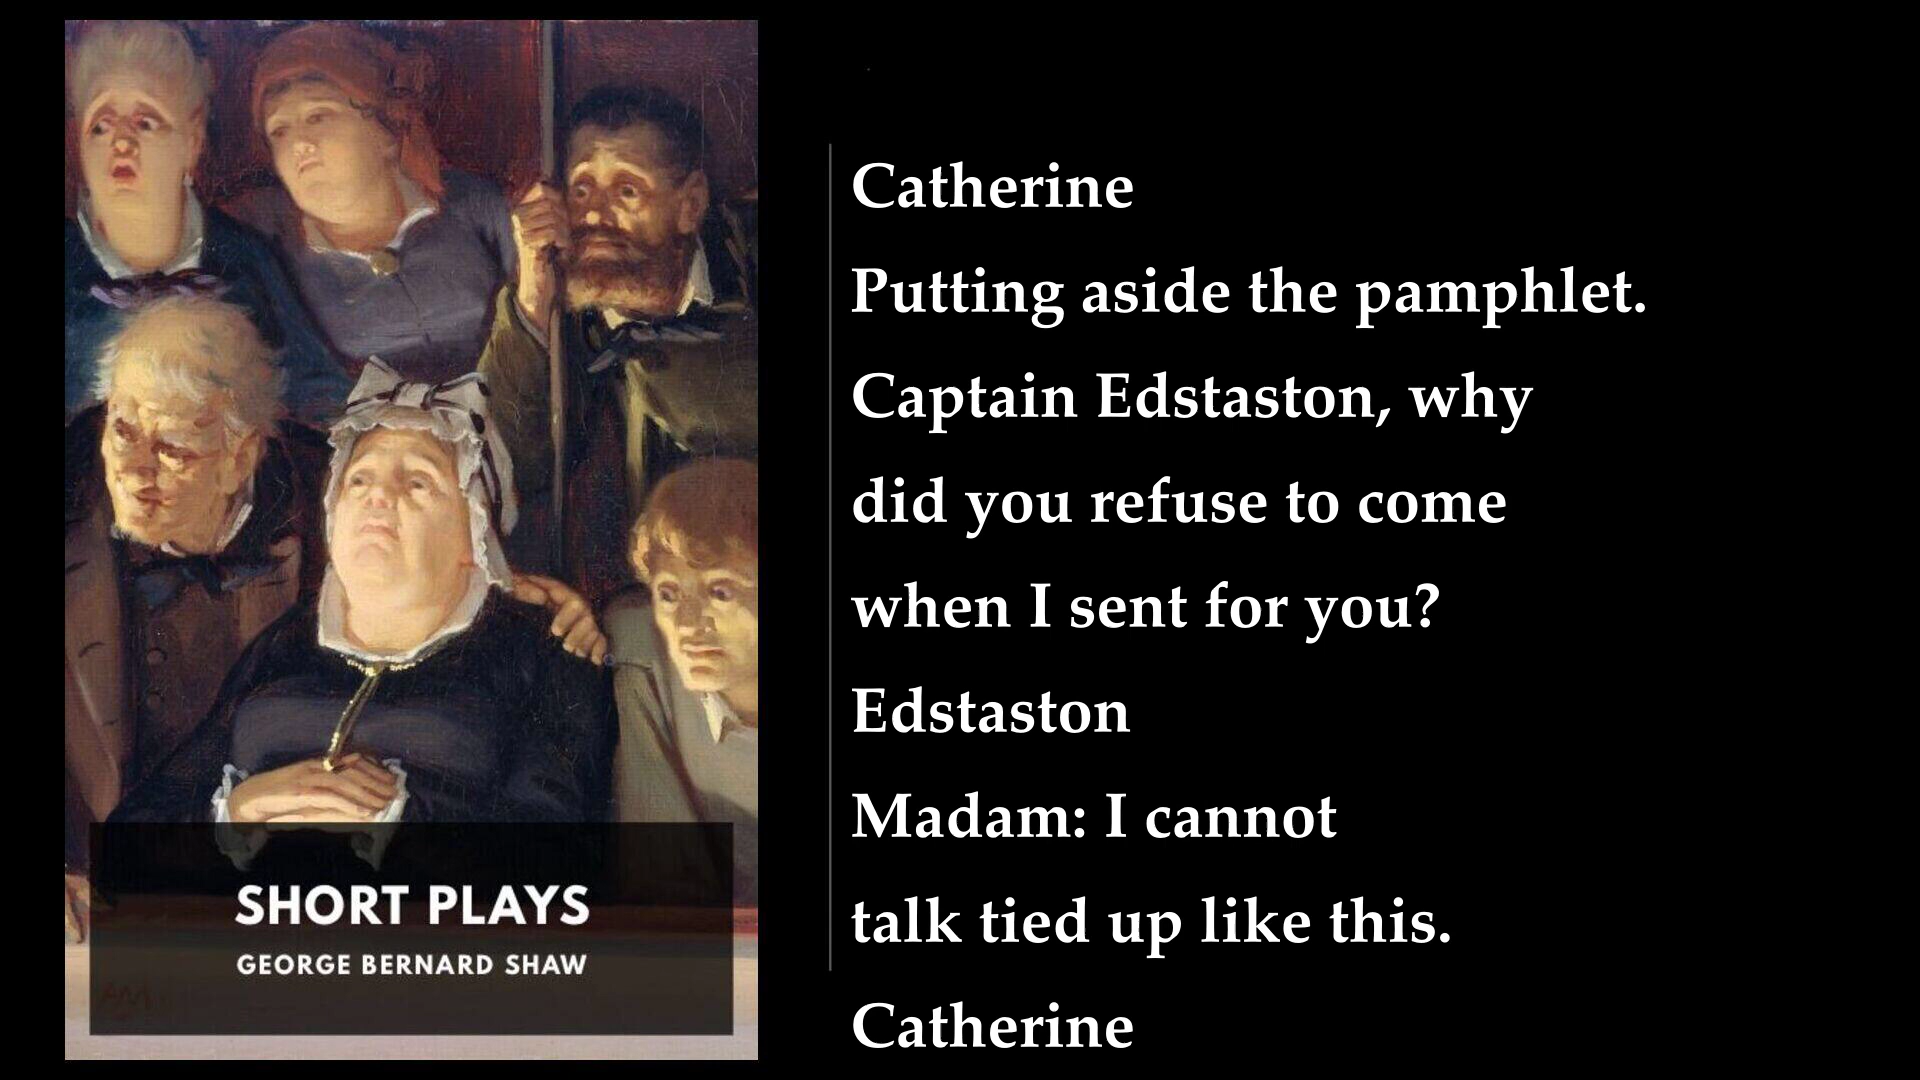 SHORT PLAYS
GEORGE BERNARD SHAW
Catherine
Putting aside the pamphlet.
Captain Edstaston, why
did you refuse to come
when I sent for you?
Edstaston
Madam: I cannot
talk tied up like this.
Catherine